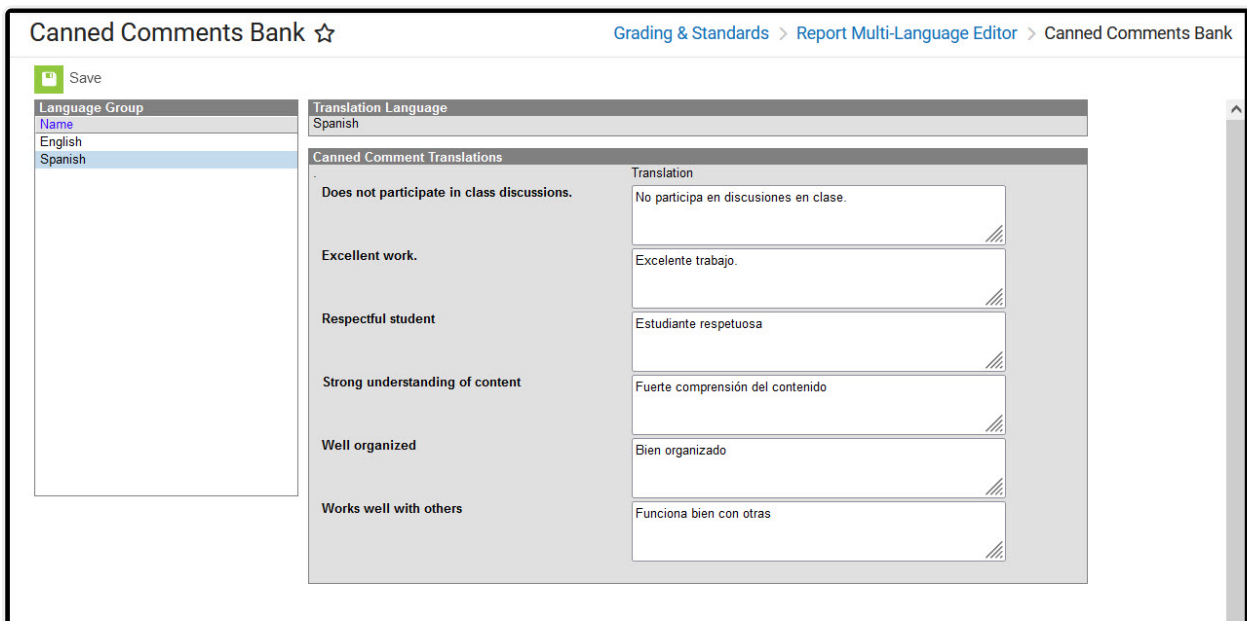 Canned Comments Bank
Grading & Standards > Report Multi-Language Editor > Canned Comments Bank
Save
Language Group
Name
English
Spanish
Translation Language
Spanish
Canned Comment Translations
. Translation
Does not participate in class discussions. No participa en discusiones en clase.
Excellent work. Excelente trabajo.
Respectful student Estudiante respetuosa
Strong understanding of content Fuerte comprensión del contenido
Well organized Bien organizado
Works well with others Funciona bien con otras